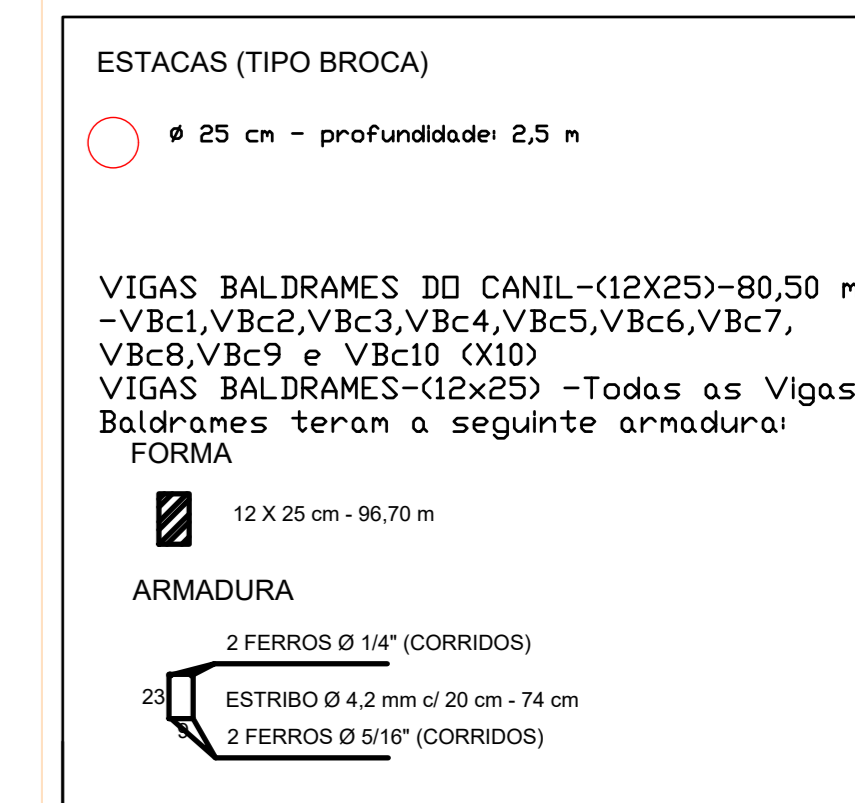 ESTACAS (TIPO BROCA)
Ø 25 cm - profundidade: 2,5 m
VIGAS BALDRAMES DO CANIL-(12X25)-80,50 m
-VBc1,VBc2,VBc3,VBc4,VBc5,VBc6,VBc7,
VBc8,VBc9 e VBc10 (X10)
VIGAS BALDRAMES-(12x25) -Todas as Vigas
Baldrames teram a seguinte armadura:
FORMA
12 X 25 cm - 96,70 m
ARMADURA
2 FERROS Ø 1/4" (CORRIDOS)
23
ESTRIBO Ø 4,2 mm c/ 20 cm - 74 cm
9
2 FERROS Ø 5/16" (CORRIDOS)